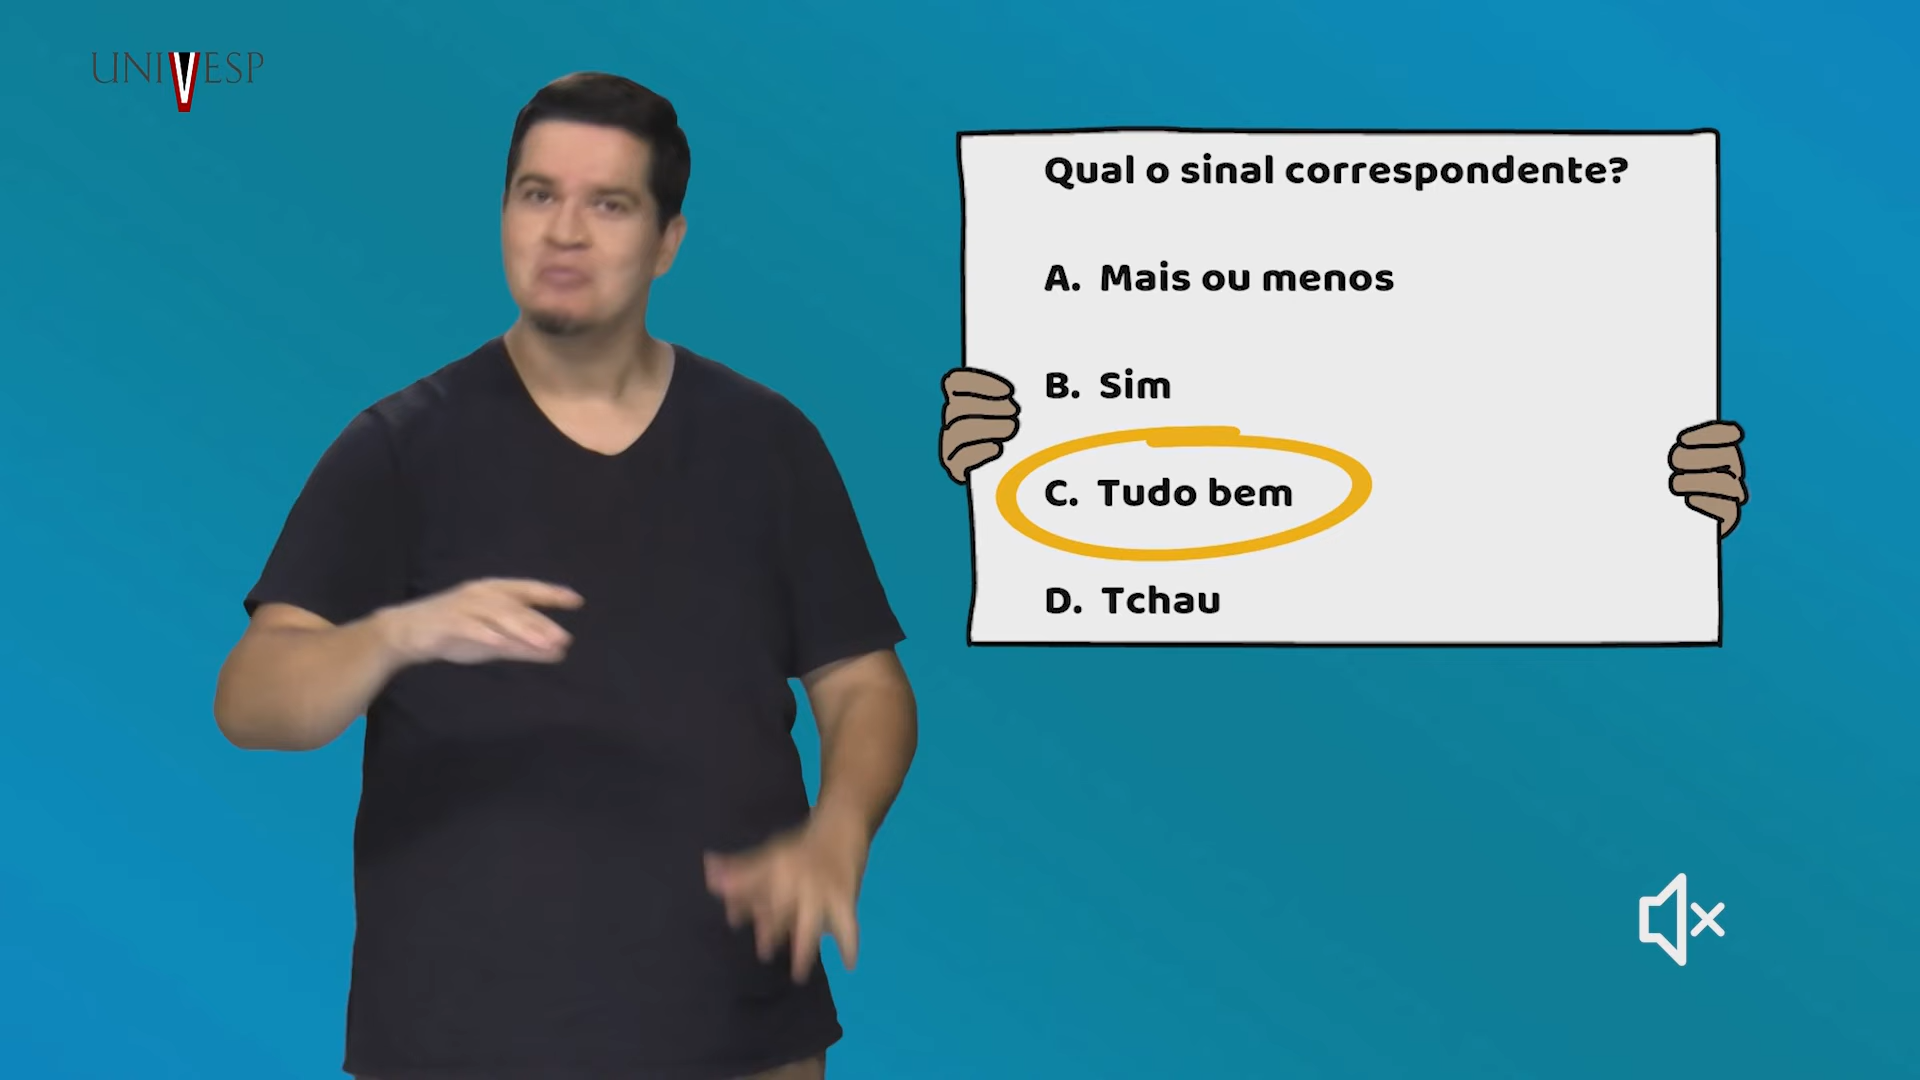 UNIVESP
Qual o sinal correspondente?
A. Mais ou menos
B. Sim
C. Tudo bem
D. Tchau